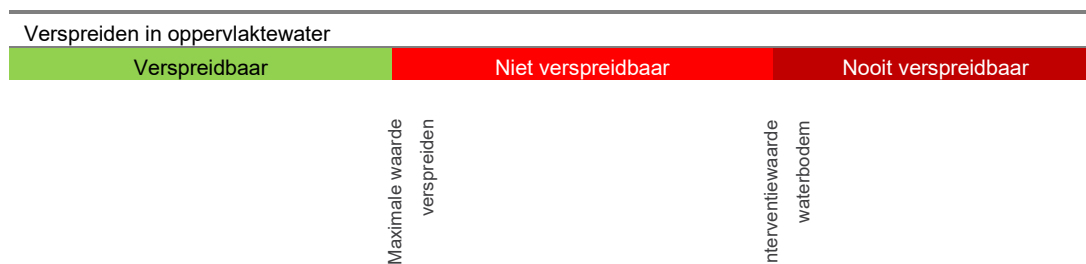 Verspreiden in oppervlaktewater
Verspreidbaar
Niet verspreidbaar
Nooit verspreidbaar
Maximale waarde
verspreiden
nterventiewaarde
waterbodem